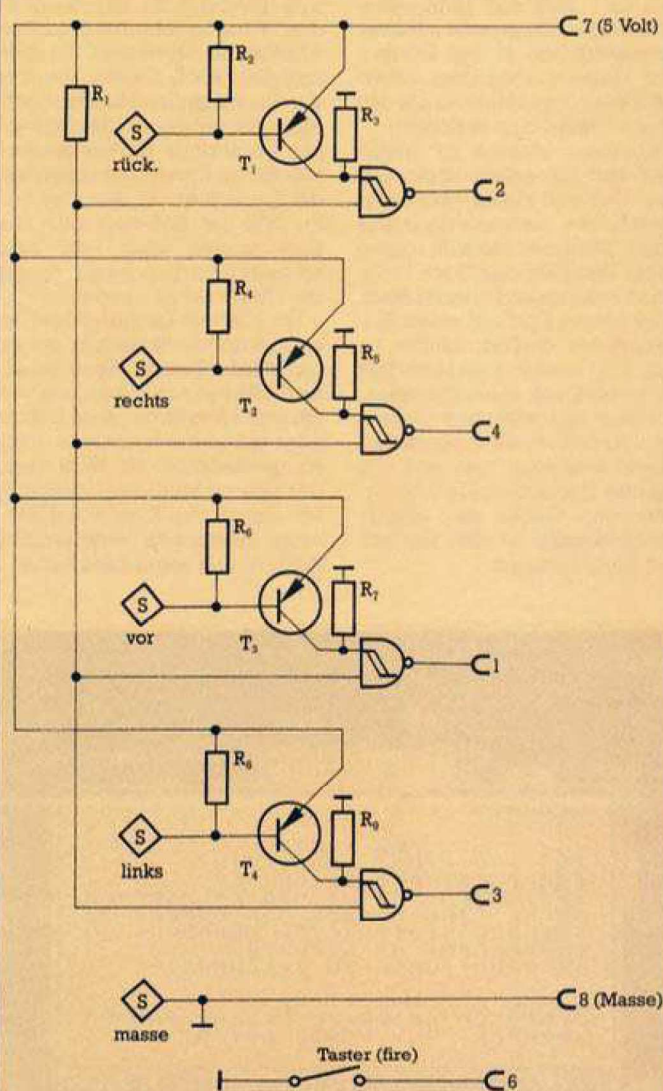 7 (5 Volt)
R₂
R₁
R₃
S
rück.
T₁
2
R₄
R₅
S
rechts
T₂
4
R₆
R₇
S
vor
T₃
1
R₈
R₉
S
links
T₄
3
S
masse
8 (Masse)
Taster (fire)
6